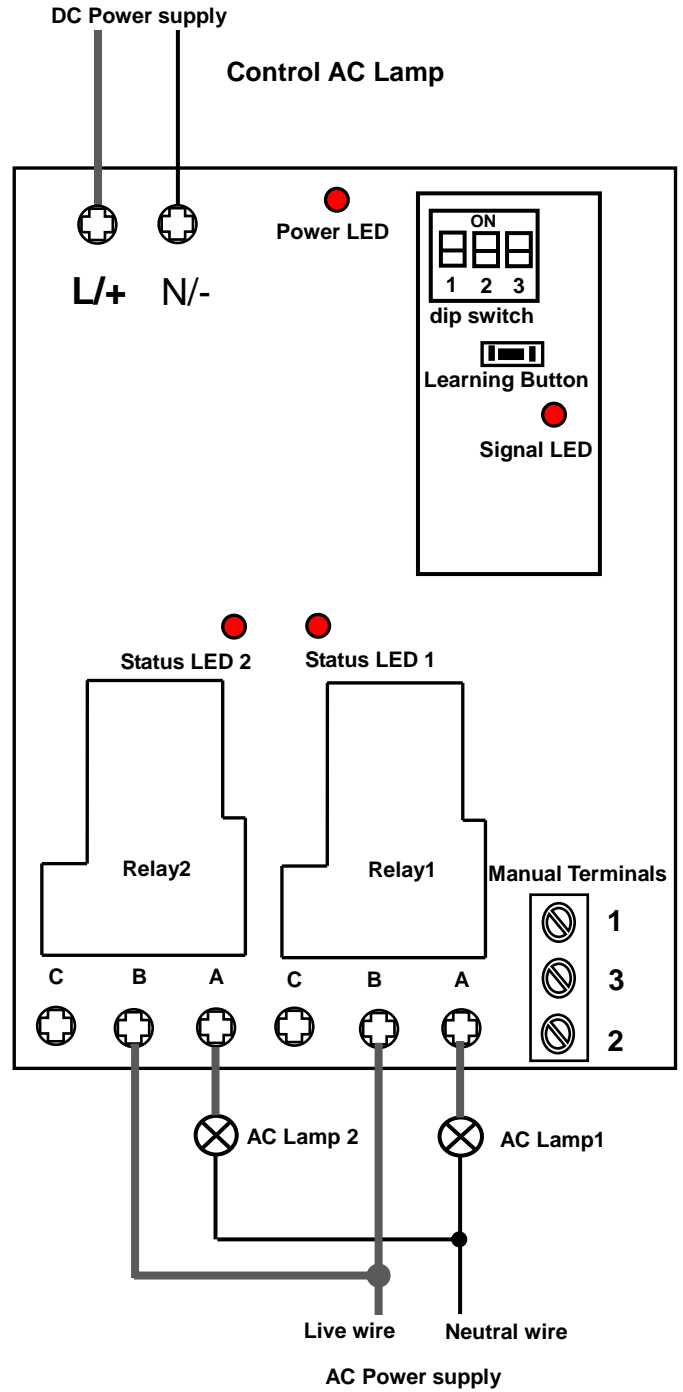 DC Power supply
Control AC Lamp
Power LED
L/+ N/-
ON
1 2 3
dip switch
Learning Button
Signal LED
Status LED 2
Status LED 1
Relay2
Relay1
Manual Terminals
1
3
2
C B A C B A
AC Lamp 2
AC Lamp1
Live wire
Neutral wire
AC Power supply